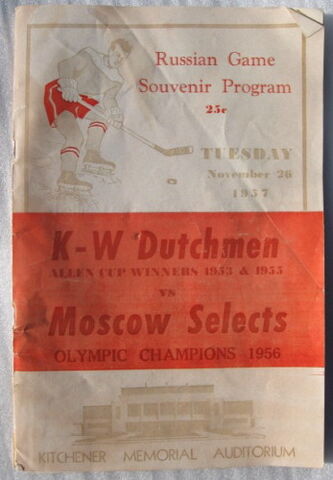 Russian Game
Souvenir Program
25c
TUESDAY
November 26
1957
K-W Dutchmen
ALLEN CUP WINNERS 1953 & 1955
vs
Moscow Selects
OLYMPIC CHAMPIONS 1956
KITCHENER MEMORIAL AUDITORIUM